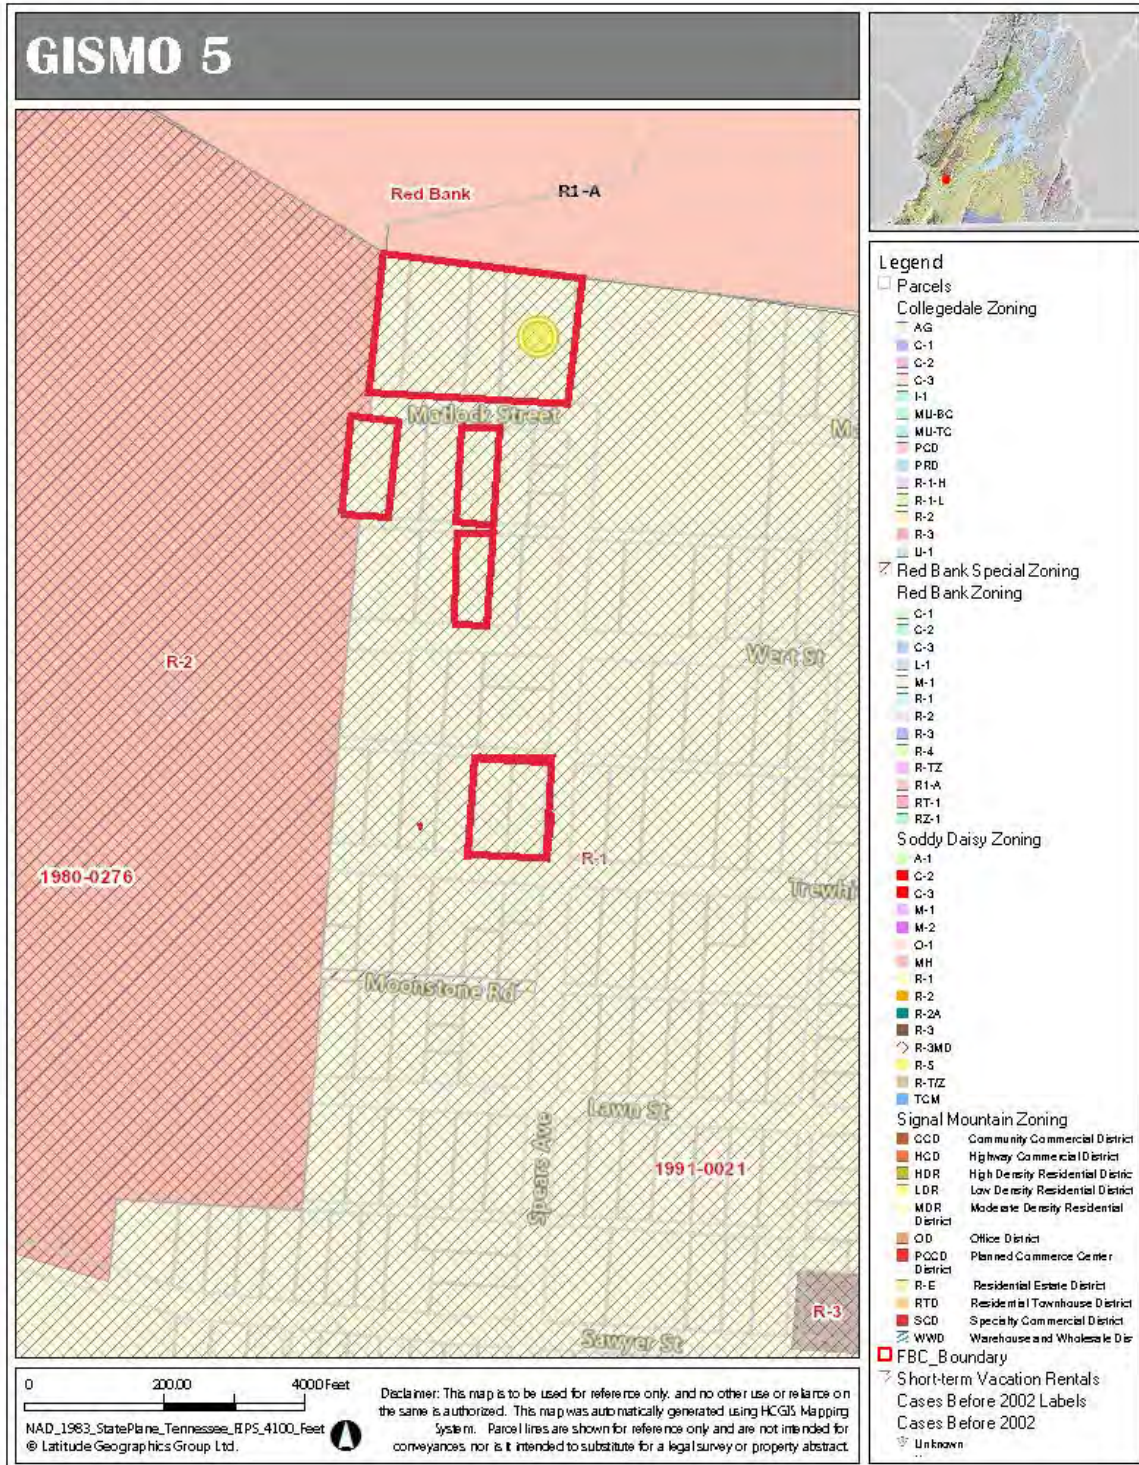 GISMO 5
Red Bank
R1-A
Matlock Street
R-2
Wert St
R-1
1980-0276
Moonstone Rd
Lawn St
Spears Ave
1991-0021
R-3
Sawyer St
Legend
Parcels
Collegedale Zoning
AG
C-1
C-2
C-3
I-1
MU-BC
MU-TC
PCD
PRD
R-1-H
R-1-L
R-2
R-3
U-1
Red Bank Special Zoning
Red Bank Zoning
C-1
C-2
C-3
L-1
M-1
R-1
R-2
R-3
R-4
R-TZ
R1-A
RT-1
RZ-1
Soddy Daisy Zoning
A-1
C-2
C-3
M-1
M-2
O-1
MH
R-1
R-2
R-2A
R-3
R-3MD
R-5
R-T/Z
TCM
Signal Mountain Zoning
CCD Community Commercial District
HCD Highway Commercial District
HDR High Density Residential Distric
LDR Low Density Residential District
MDR Moderate Density Residential
District
OD Office District
PCCD Planned Commerce Center
District
R-E Residential Estate District
RTD Residential Townhouse District
SCD Specialty Commercial District
WWD Warehouse and Wholesale Dis
FBC_Boundary
Short-term Vacation Rentals
Cases Before 2002 Labels
Cases Before 2002
Unknown
0 200.00 400.0 Feet
NAD_1983_StatePlane_Tennessee_FIPS_4100_Feet
© Latitude Geographics Group Ltd.
Disclaimer: This map is to be used for reference only, and no other use or reliance on
the same is authorized. This map was automatically generated using HCGIS Mapping
System. Parcel lines are shown for reference only and are not intended for
conveyances, nor is it intended to substitute for a legal survey or property abstract.